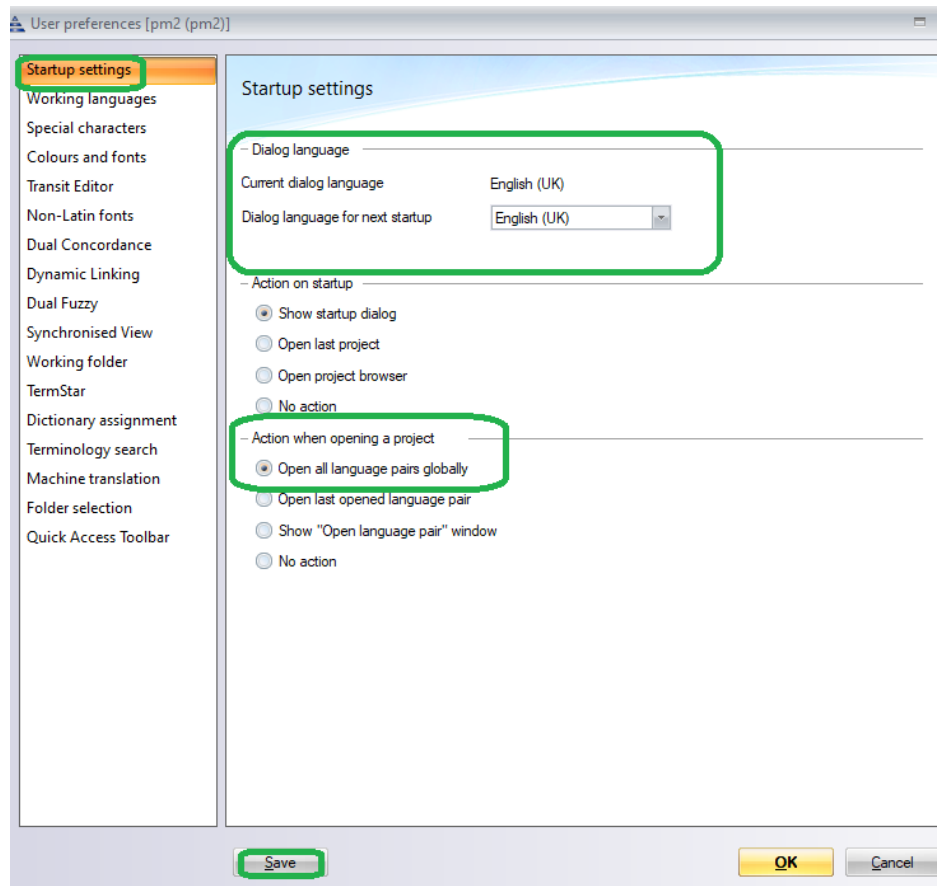 User preferences [pm2 (pm2)]
Startup settings
Working languages
Special characters
Colours and fonts
Transit Editor
Non-Latin fonts
Dual Concordance
Dynamic Linking
Dual Fuzzy
Synchronised View
Working folder
TermStar
Dictionary assignment
Terminology search
Machine translation
Folder selection
Quick Access Toolbar
Startup settings
Dialog language
Current dialog language English (UK)
Dialog language for next startup English (UK)
Action on startup
Show startup dialog
Open last project
Open project browser
No action
Action when opening a project
Open all language pairs globally
Open last opened language pair
Show "Open language pair" window
No action
Save OK Cancel